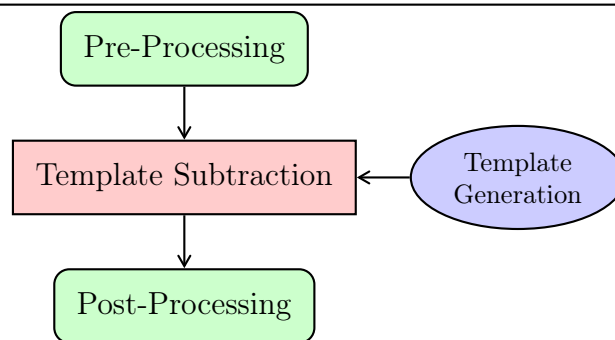 Pre-Processing
Template Subtraction
Template
Generation
Post-Processing